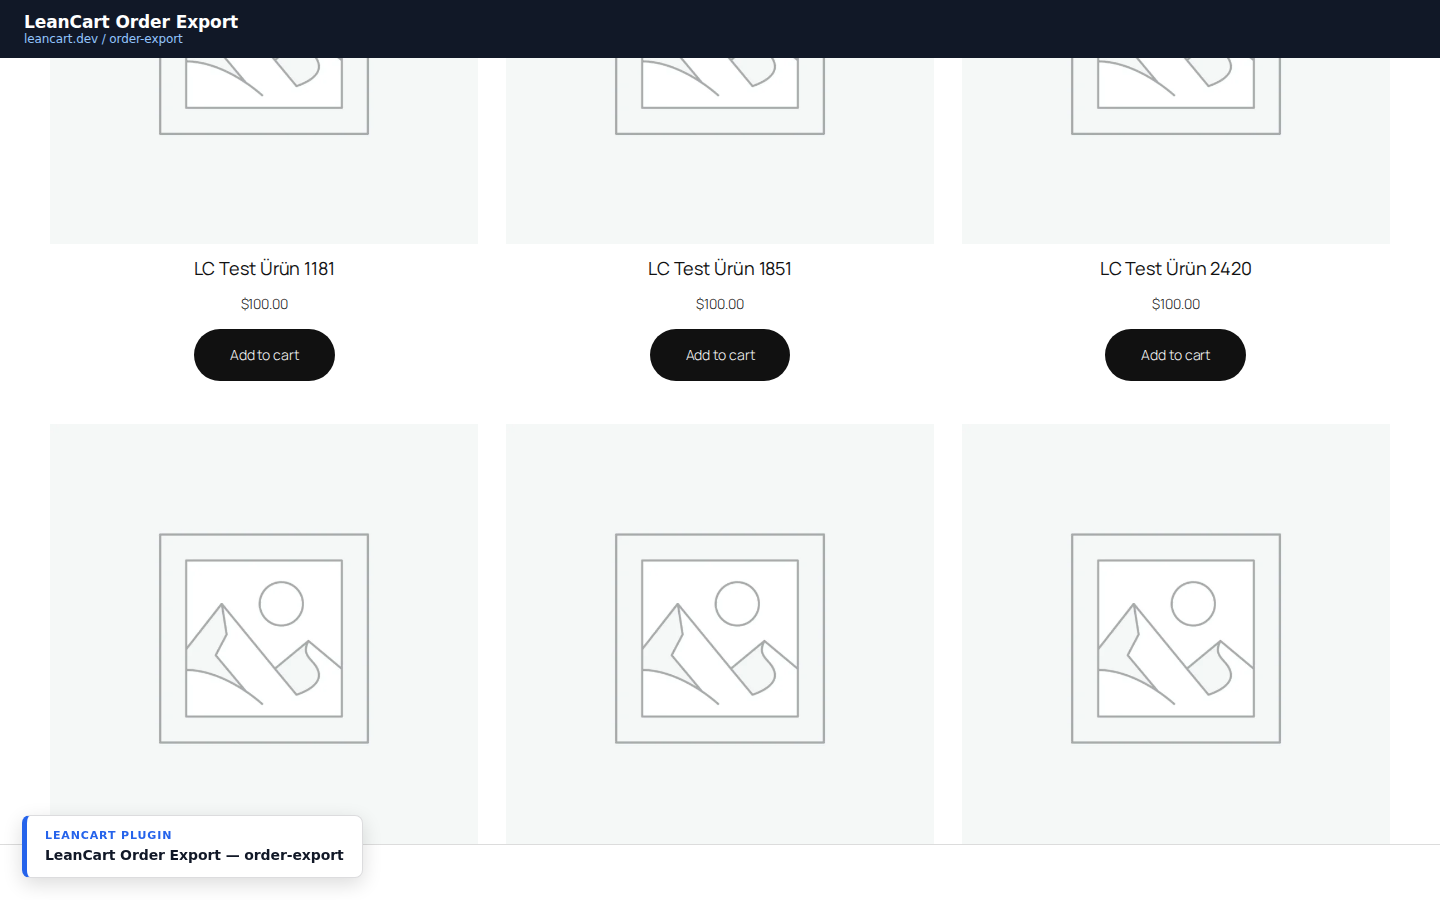 LeanCart Order Export
leancart.dev / order-export
LC Test Ürün 1181
$100.00
Add to cart
LC Test Ürün 1851
$100.00
Add to cart
LC Test Ürün 2420
$100.00
Add to cart
LEANCART PLUGIN
LeanCart Order Export — order-export